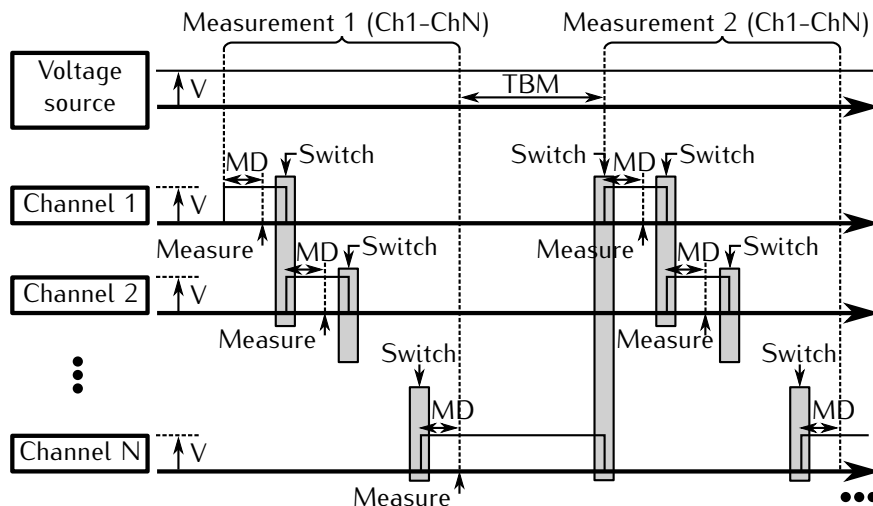 Measurement 1 (Ch1-ChN)
Measurement 2 (Ch1-ChN)
Voltage
source
V
TBM
Switch
Switch
Switch
MD
MD
Channel 1
V
Measure
Measure
Switch
Switch
MD
MD
Channel 2
V
Measure
Measure
Switch
Switch
MD
MD
Channel N
V
Measure